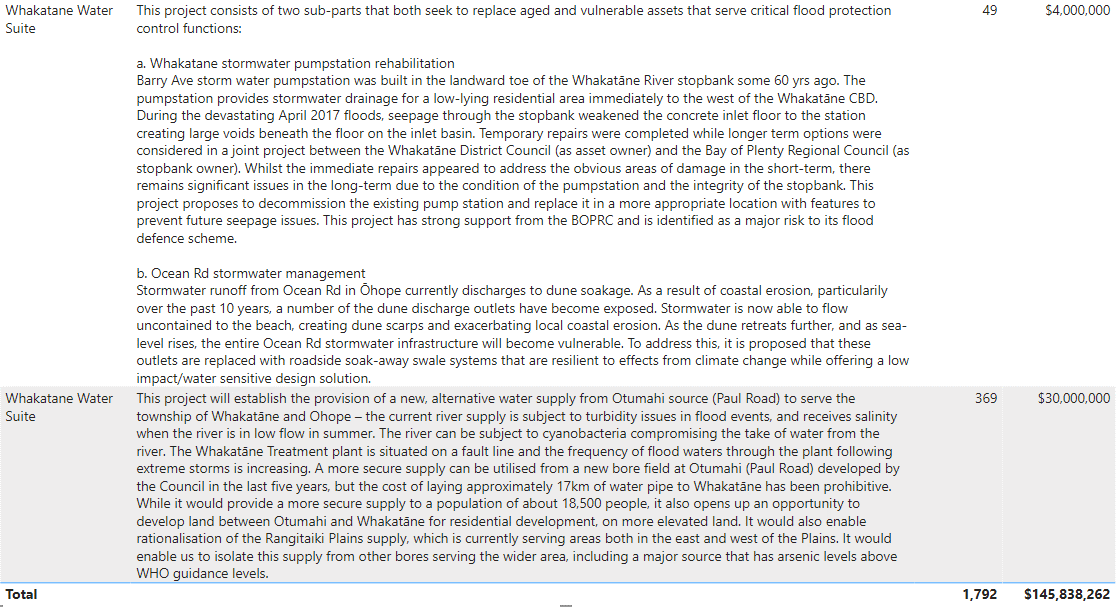 Whakatane Water This project consists of two sub-parts that both seek to replace aged and vulnerable assets that serve critical flood protection 49 $4,000,000
Suite control functions:
a. Whakatane stormwater pumpstation rehabilitation
Barry Ave storm water pumpstation was built in the landward toe of the Whakatāne River stopbank some 60 yrs ago. The
pumpstation provides stormwater drainage for a low-lying residential area immediately to the west of the Whakatāne CBD.
During the devastating April 2017 floods, seepage through the stopbank weakened the concrete inlet floor to the station
creating large voids beneath the floor on the inlet basin. Temporary repairs were completed while longer term options were
considered in a joint project between the Whakatāne District Council (as asset owner) and the Bay of Plenty Regional Council (as
stopbank owner). Whilst the immediate repairs appeared to address the obvious areas of damage in the short-term, there
remains significant issues in the long-term due to the condition of the pumpstation and the integrity of the stopbank. This
project proposes to decommission the existing pump station and replace it in a more appropriate location with features to
prevent future seepage issues. This project has strong support from the BOPRC and is identified as a major risk to its flood
defence scheme.
b. Ocean Rd stormwater management
Stormwater runoff from Ocean Rd in Ōhope currently discharges to dune soakage. As a result of coastal erosion, particularly
over the past 10 years, a number of the dune discharge outlets have become exposed. Stormwater is now able to flow
uncontained to the beach, creating dune scarps and exacerbating local coastal erosion. As the dune retreats further, and as sea-
level rises, the entire Ocean Rd stormwater infrastructure will become vulnerable. To address this, it is proposed that these
outlets are replaced with roadside soak-away swale systems that are resilient to effects from climate change while offering a low
impact/water sensitive design solution.
Whakatane Water This project will establish the provision of a new, alternative water supply from Otumahi source (Paul Road) to serve the 369 $30,000,000
Suite township of Whakatāne and Ohope – the current river supply is subject to turbidity issues in flood events, and receives salinity
when the river is in low flow in summer. The river can be subject to cyanobacteria compromising the take of water from the
river. The Whakatāne Treatment plant is situated on a fault line and the frequency of flood waters through the plant following
extreme storms is increasing. A more secure supply can be utilised from a new bore field at Otumahi (Paul Road) developed by
the Council in the last five years, but the cost of laying approximately 17km of water pipe to Whakatāne has been prohibitive.
While it would provide a more secure supply to a population of about 18,500 people, it also opens up an opportunity to
develop land between Otumahi and Whakatāne for residential development, on more elevated land. It would also enable
rationalisation of the Rangitaiki Plains supply, which is currently serving areas both in the east and west of the Plains. It would
enable us to isolate this supply from other bores serving the wider area, including a major source that has arsenic levels above
WHO guidance levels.
Total 1,792 $145,838,262